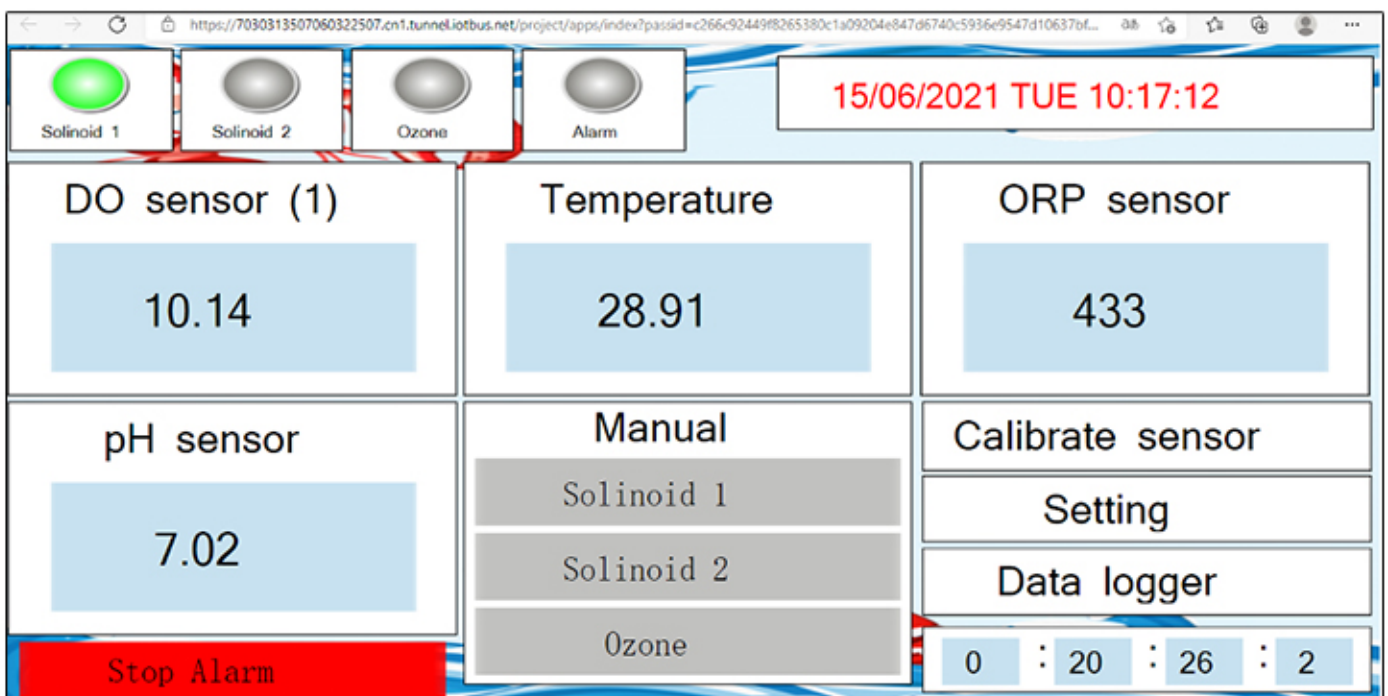 https://7030313507060322507.cn1.tunnel.iotbus.net/project/apps/index?passid=c266c92449f8265380c1a09204e847d6740c5936e9547d10637bf...
Solinoid 1
Solinoid 2
Ozone
Alarm
15/06/2021 TUE 10:17:12
DO sensor (1)
10.14
Temperature
28.91
ORP sensor
433
pH sensor
7.02
Stop Alarm
Manual
Solinoid 1
Solinoid 2
Ozone
Calibrate sensor
Setting
Data logger
0 : 20 : 26 : 2